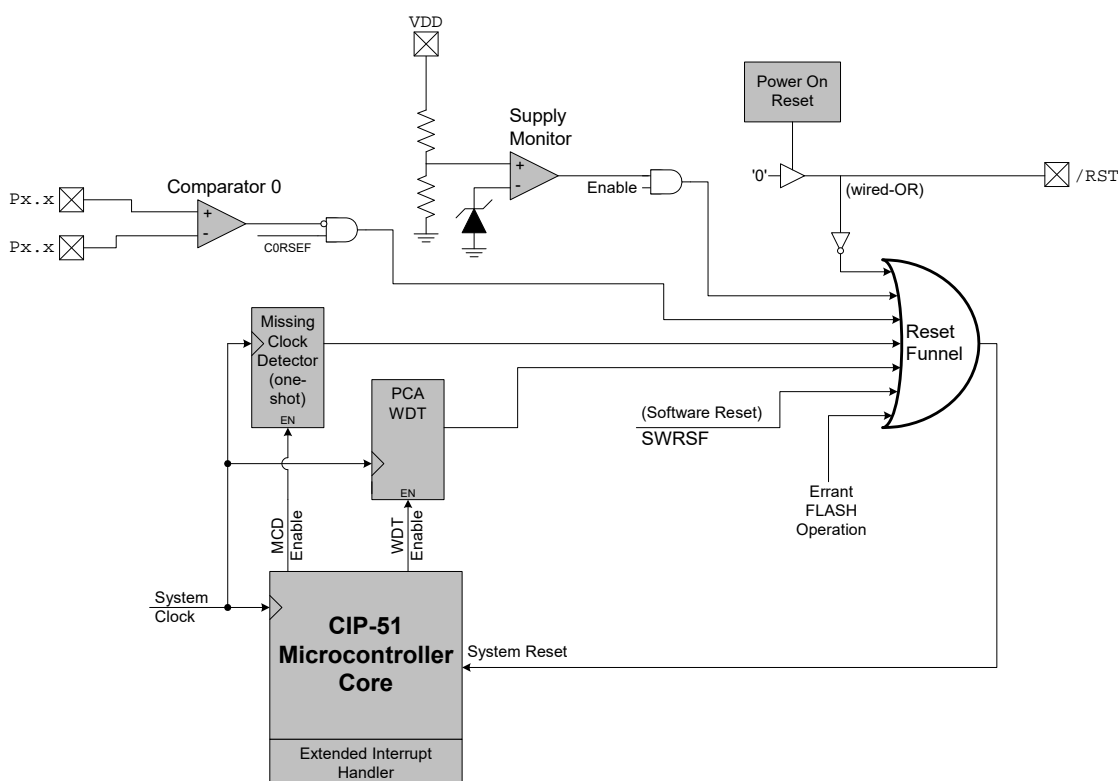 VDD
Power On
Reset
Supply
Monitor
+
-
Enable
'0'
(wired-OR)
/RST
Comparator 0
Px.x
Px.x
+
-
C0RSEF
Missing
Clock
Detector
(one-
shot)
EN
PCA
WDT
EN
(Software Reset)
SWRSF
Errant
FLASH
Operation
Reset
Funnel
MCD
Enable
WDT
Enable
System
Clock
CIP-51
Microcontroller
Core
System Reset
Extended Interrupt
Handler